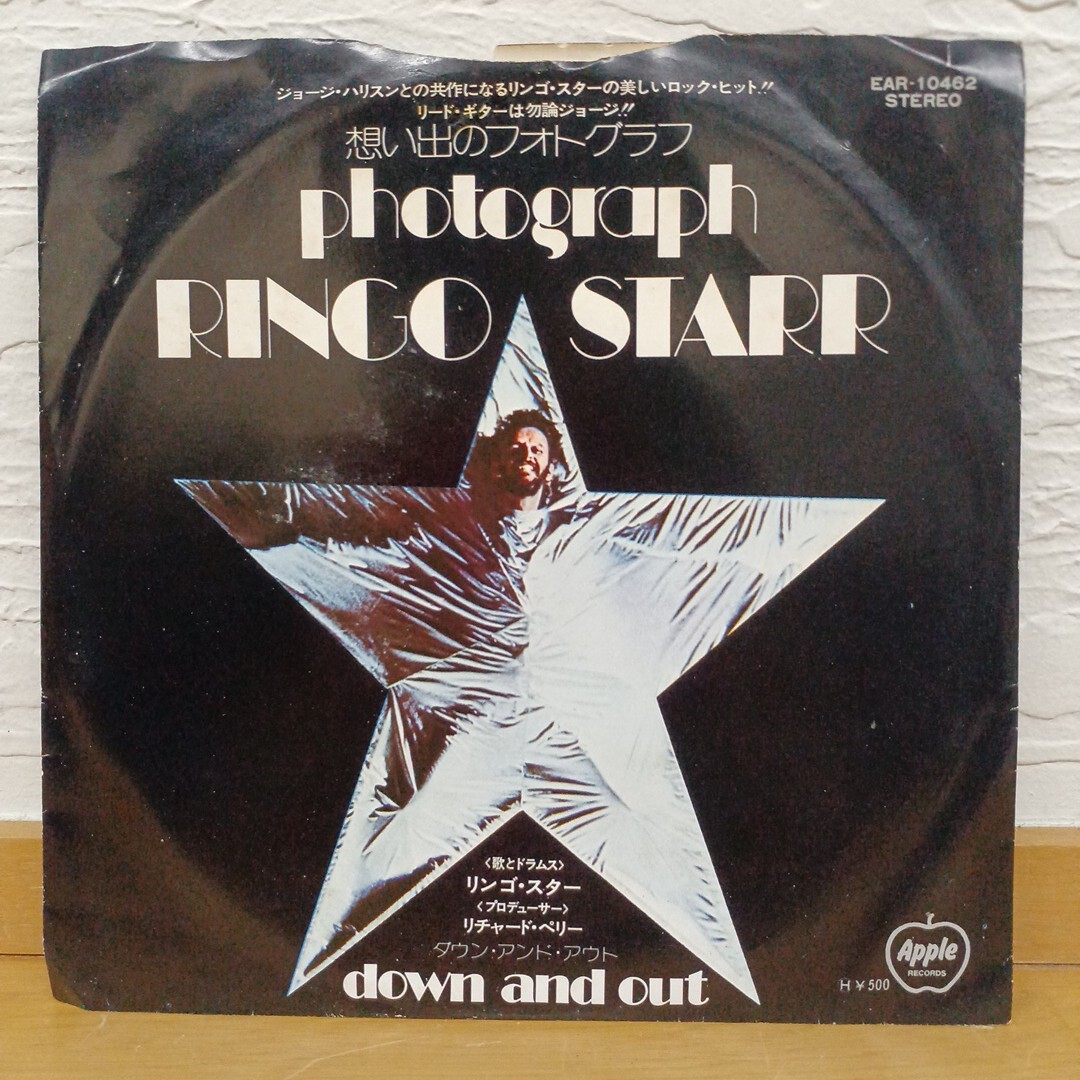 ジョージ・ハリスンとの共作になるリンゴ・スターの美しいロック・ヒット!!
リード・ギターは勿論ジョージ!!
EAR-10462
STEREO
想い出のフォトグラフ
photograph
RINGO STARR
〈歌とドラムス〉
リンゴ・スター
〈プロデューサー〉
リチャード・ペリー
ダウン・アンド・アウト
down and out
H ¥500
Apple
RECORDS